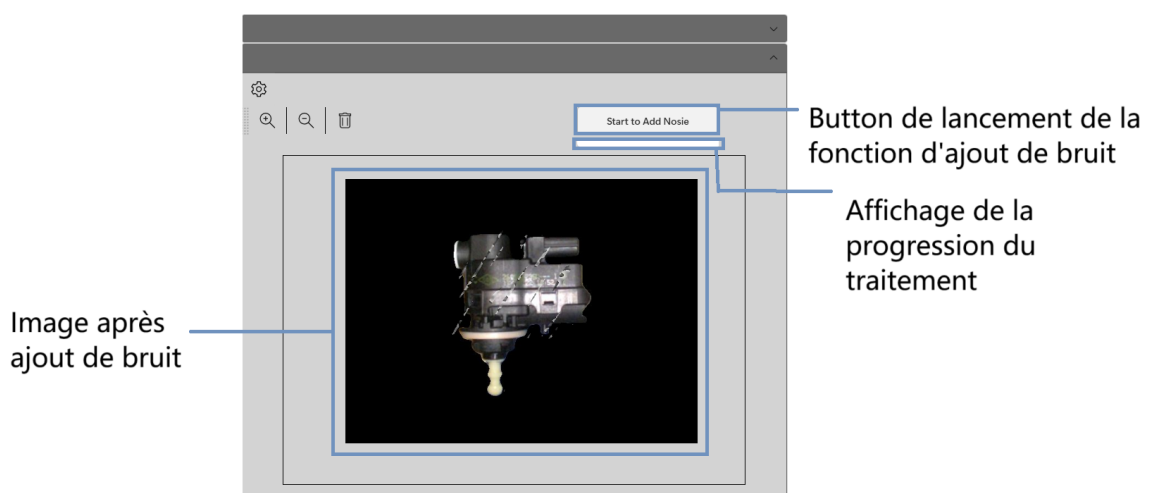 Start to Add Nosie
Button de lancement de la
fonction d'ajout de bruit
Affichage de la
progression du
traitement
Image après
ajout de bruit